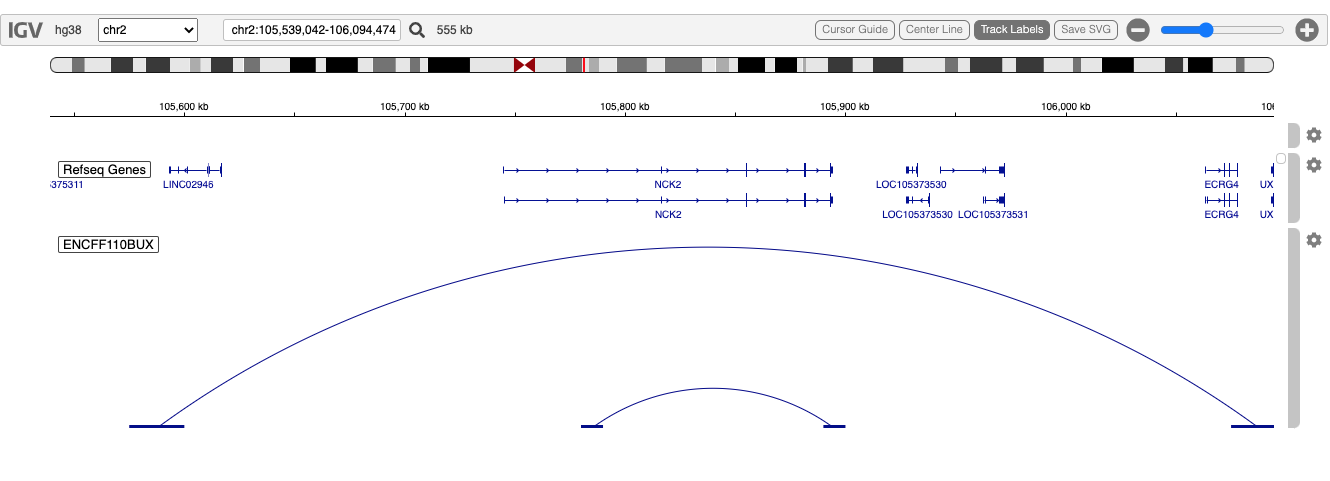 IGV hg38 chr2 chr2:105,539,042-106,094,474 555 kb Cursor Guide Center Line Track Labels Save SVG
105,600 kb 105,700 kb 105,800 kb 105,900 kb 106,000 kb
Refseq Genes
375311 LINC02946 NCK2 LOC105373530 ECRG4 UX
NCK2 LOC105373530 LOC105373531 ECRG4 UX
ENCFF110BUX